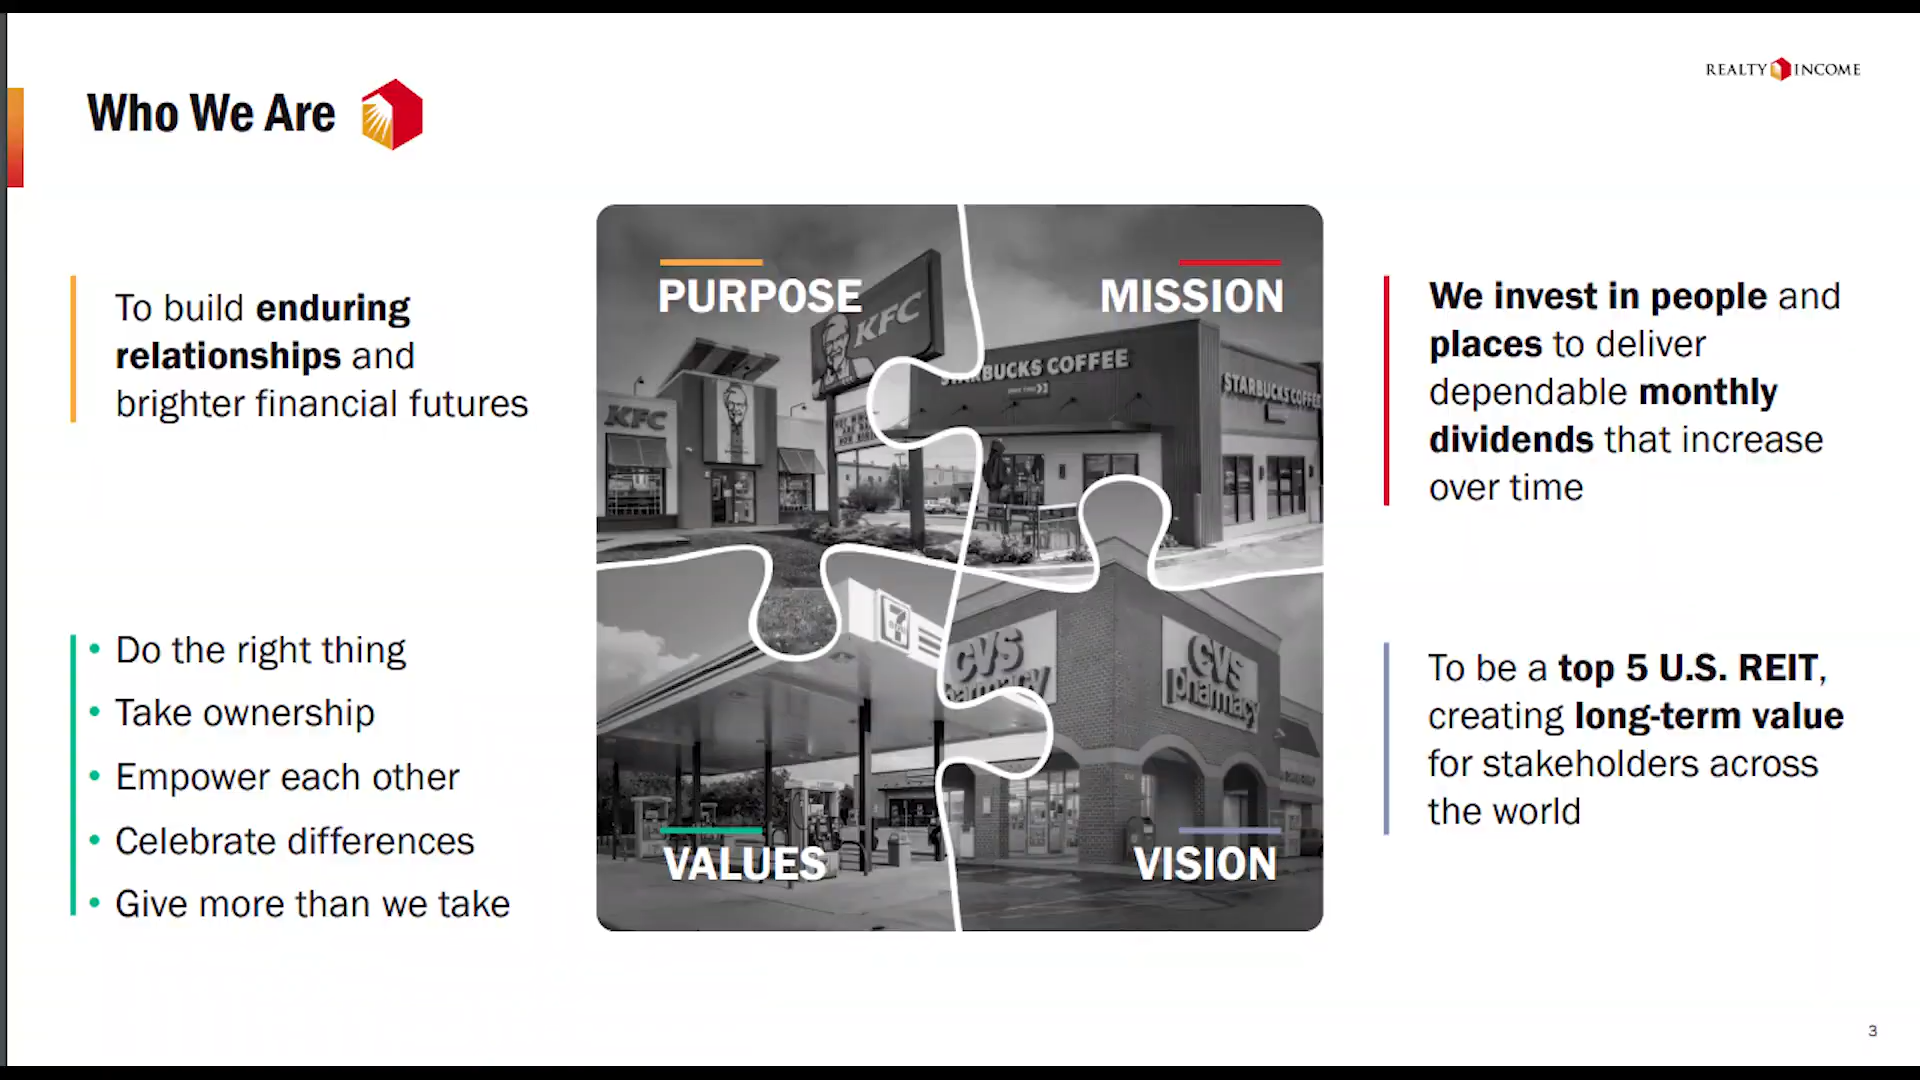 REALTY INCOME
Who We Are
PURPOSE
To build enduring
relationships and
brighter financial futures
MISSION
We invest in people and
places to deliver
dependable monthly
dividends that increase
over time
VALUES
• Do the right thing
• Take ownership
• Empower each other
• Celebrate differences
• Give more than we take
VISION
To be a top 5 U.S. REIT,
creating long-term value
for stakeholders across
the world
KFC
KFC
STARBUCKS COFFEE
STARBUCKS COFFEE
7
CVS
pharmacy
CVS
pharmacy
3